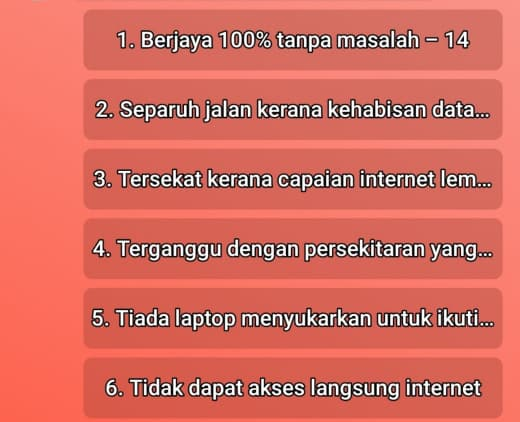 1. Berjaya 100% tanpa masalah – 14
2. Separuh jalan kerana kehabisan data...
3. Tersekat kerana capaian internet lem...
4. Terganggu dengan persekitaran yang...
5. Tiada laptop menyukarkan untuk ikuti...
6. Tidak dapat akses langsung internet